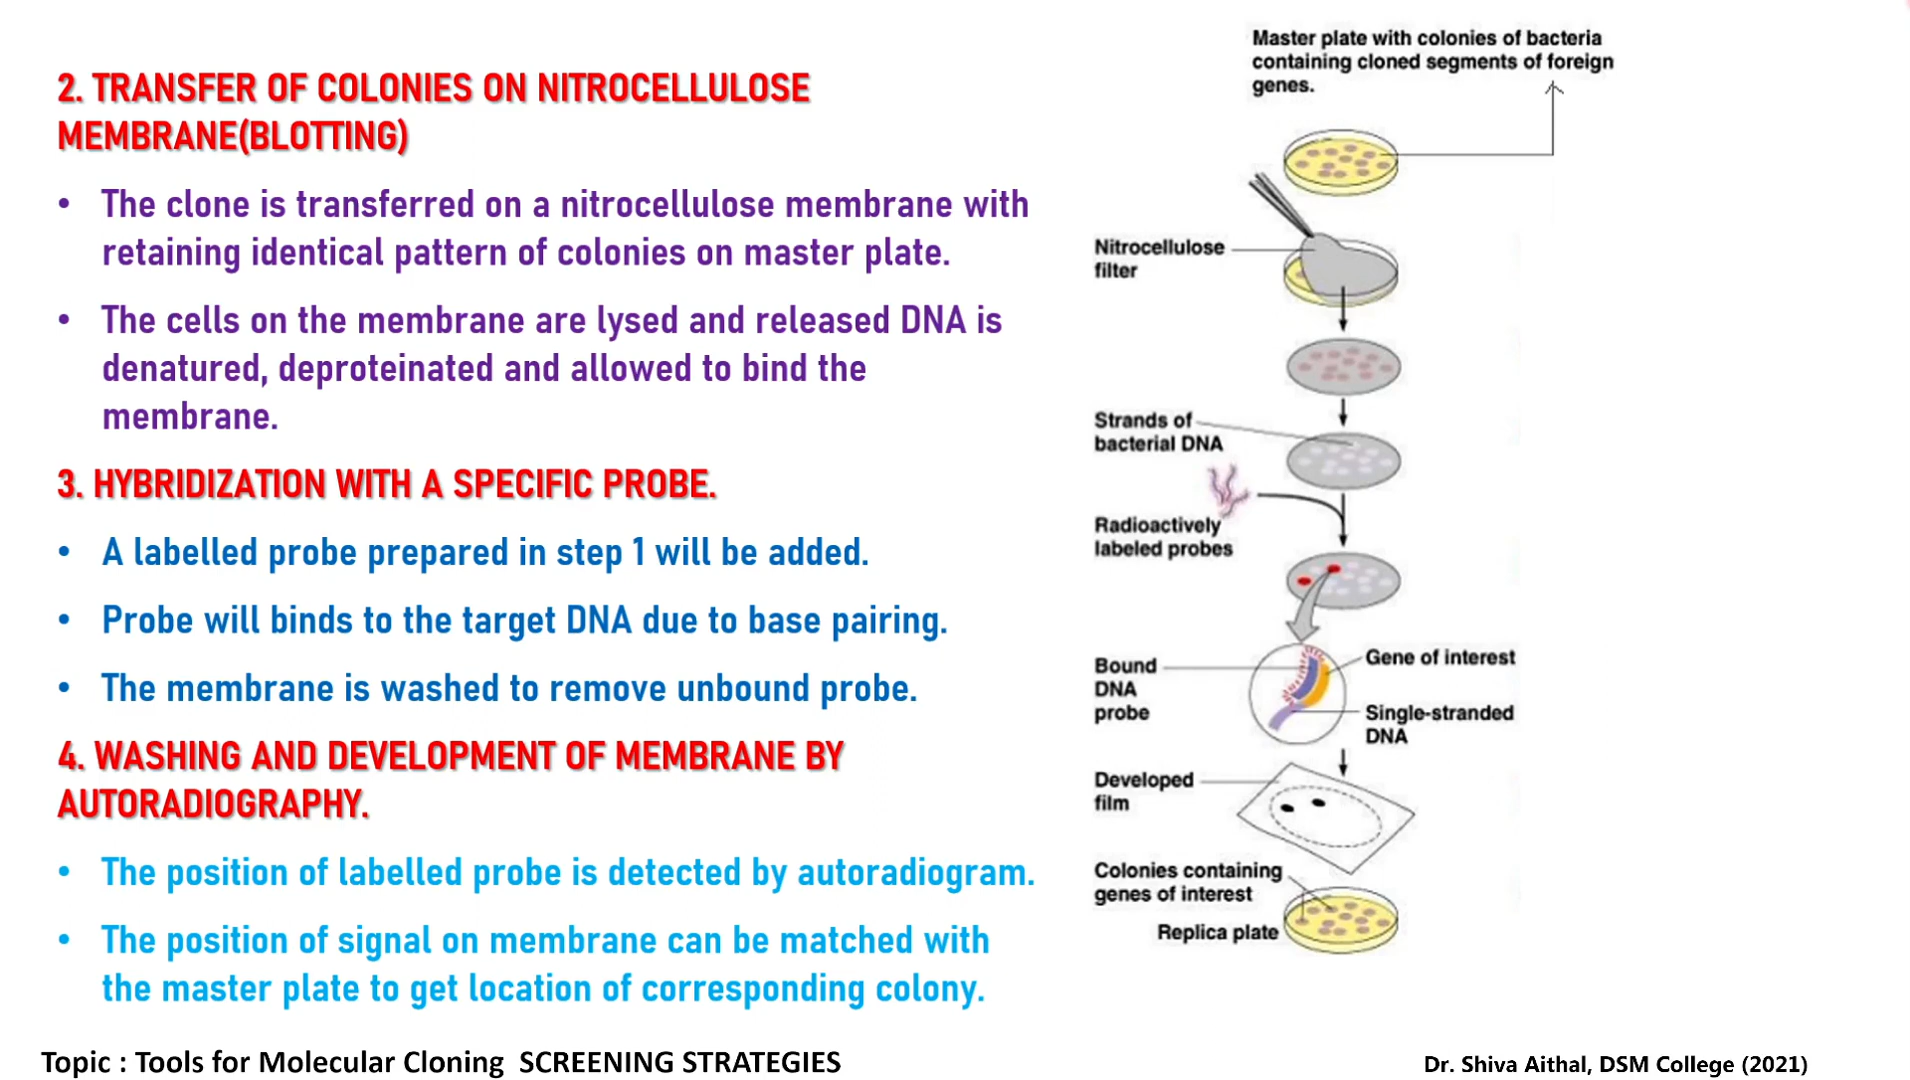 2. TRANSFER OF COLONIES ON NITROCELLULOSE
MEMBRANE(BLOTTING)
• The clone is transferred on a nitrocellulose membrane with
retaining identical pattern of colonies on master plate.
• The cells on the membrane are lysed and released DNA is
denatured, deproteinated and allowed to bind the
membrane.
3. HYBRIDIZATION WITH A SPECIFIC PROBE.
• A labelled probe prepared in step 1 will be added.
• Probe will binds to the target DNA due to base pairing.
• The membrane is washed to remove unbound probe.
4. WASHING AND DEVELOPMENT OF MEMBRANE BY
AUTORADIOGRAPHY.
• The position of labelled probe is detected by autoradiogram.
• The position of signal on membrane can be matched with
the master plate to get location of corresponding colony.
Master plate with colonies of bacteria
containing cloned segments of foreign
genes.
Nitrocellulose
filter
Strands of
bacterial DNA
Radioactively
labeled probes
Bound
DNA
probe
Gene of interest
Single-stranded
DNA
Developed
film
Colonies containing
genes of interest
Replica plate
Topic : Tools for Molecular Cloning SCREENING STRATEGIES
Dr. Shiva Aithal, DSM College (2021)